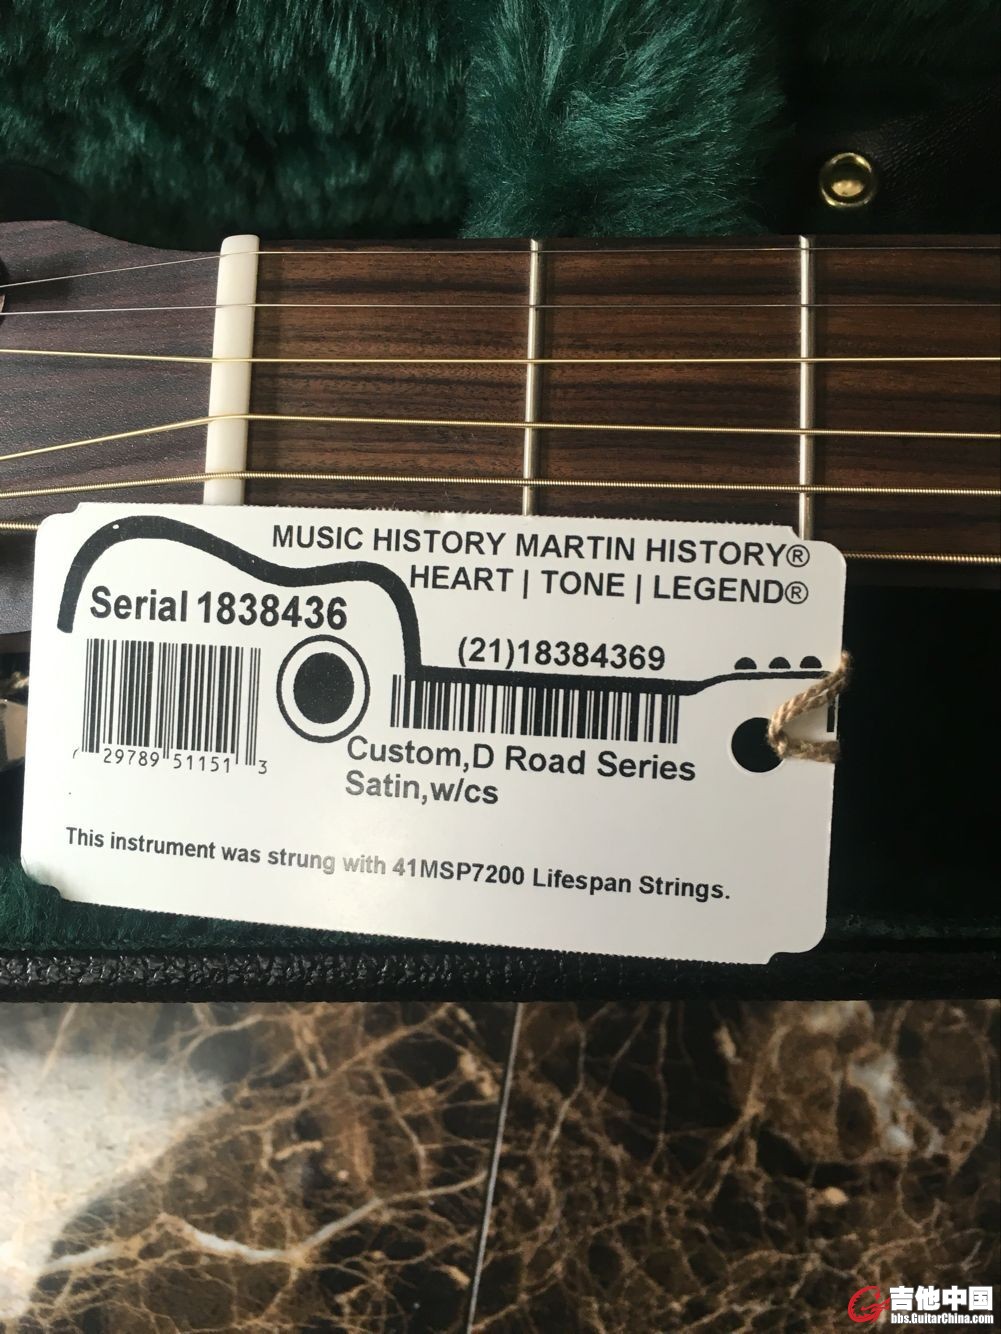 MUSIC HISTORY MARTIN HISTORY®
HEART | TONE | LEGEND®
Serial 1838436
(21)18384369
7 29789 51151 3
Custom,D Road Series
Satin,w/cs
This instrument was strung with 41MSP7200 Lifespan Strings.
吉他中国
bbs.GuitarChina.com